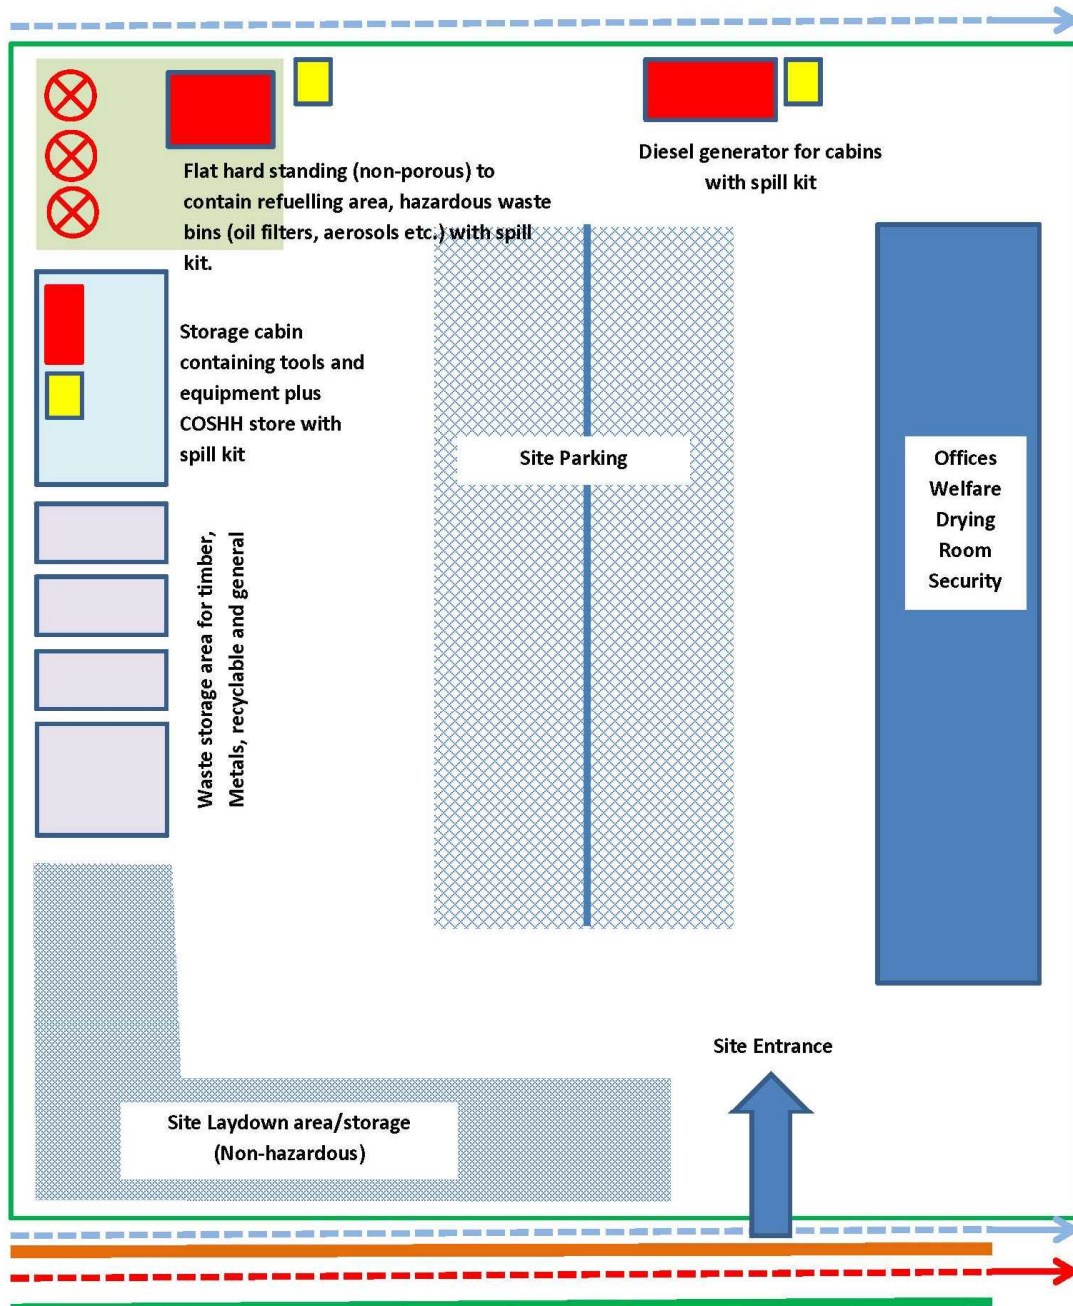 Flat hard standing (non-porous) to
contain refuelling area, hazardous waste
bins (oil filters, aerosols etc.) with spill
kit.
Diesel generator for cabins
with spill kit
Storage cabin
containing tools and
equipment plus
COSHH store with
spill kit
Site Parking
Offices
Welfare
Drying
Room
Security
Waste storage area for timber,
Metals, recyclable and general
Site Entrance
Site Laydown area/storage
(Non-hazardous)